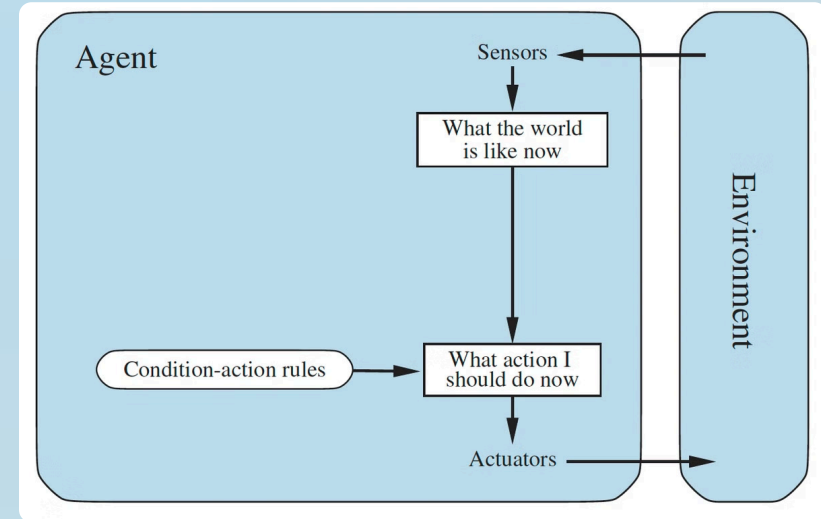 Agent
Sensors
What the world
is like now
Environment
Condition-action rules
What action I
should do now
Actuators